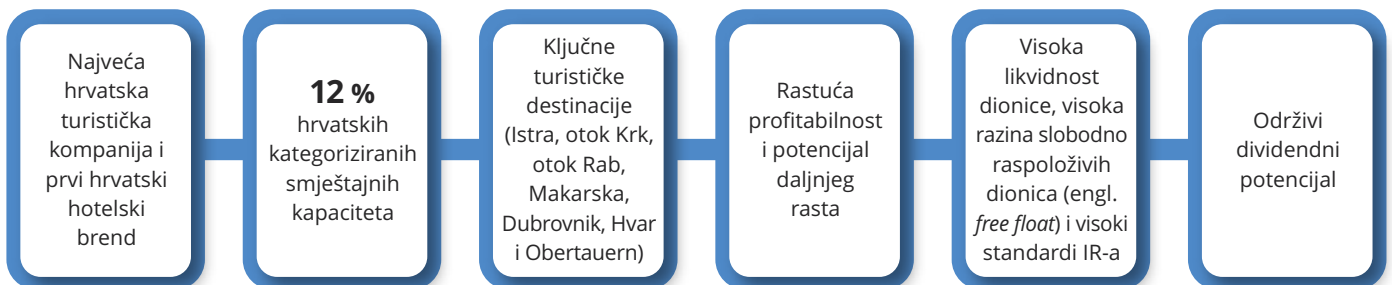 Najveća
hrvatska
turistička
kompanija i
prvi hrvatski
hotelski
brend
12 %
hrvatskih
kategoriziranih
smještajnih
kapaciteta
Ključne
turističke
destinacije
(Istra, otok Krk,
otok Rab,
Makarska,
Dubrovnik, Hvar
i Obertauern)
Rastuća
profitabilnost
i potencijal
daljnjeg
rasta
Visoka
likvidnost
dionice, visoka
razina slobodno
raspoloživih
dionica (engl.
free float) i visoki
standardi IR-a
Održivi
dividendni
potencijal